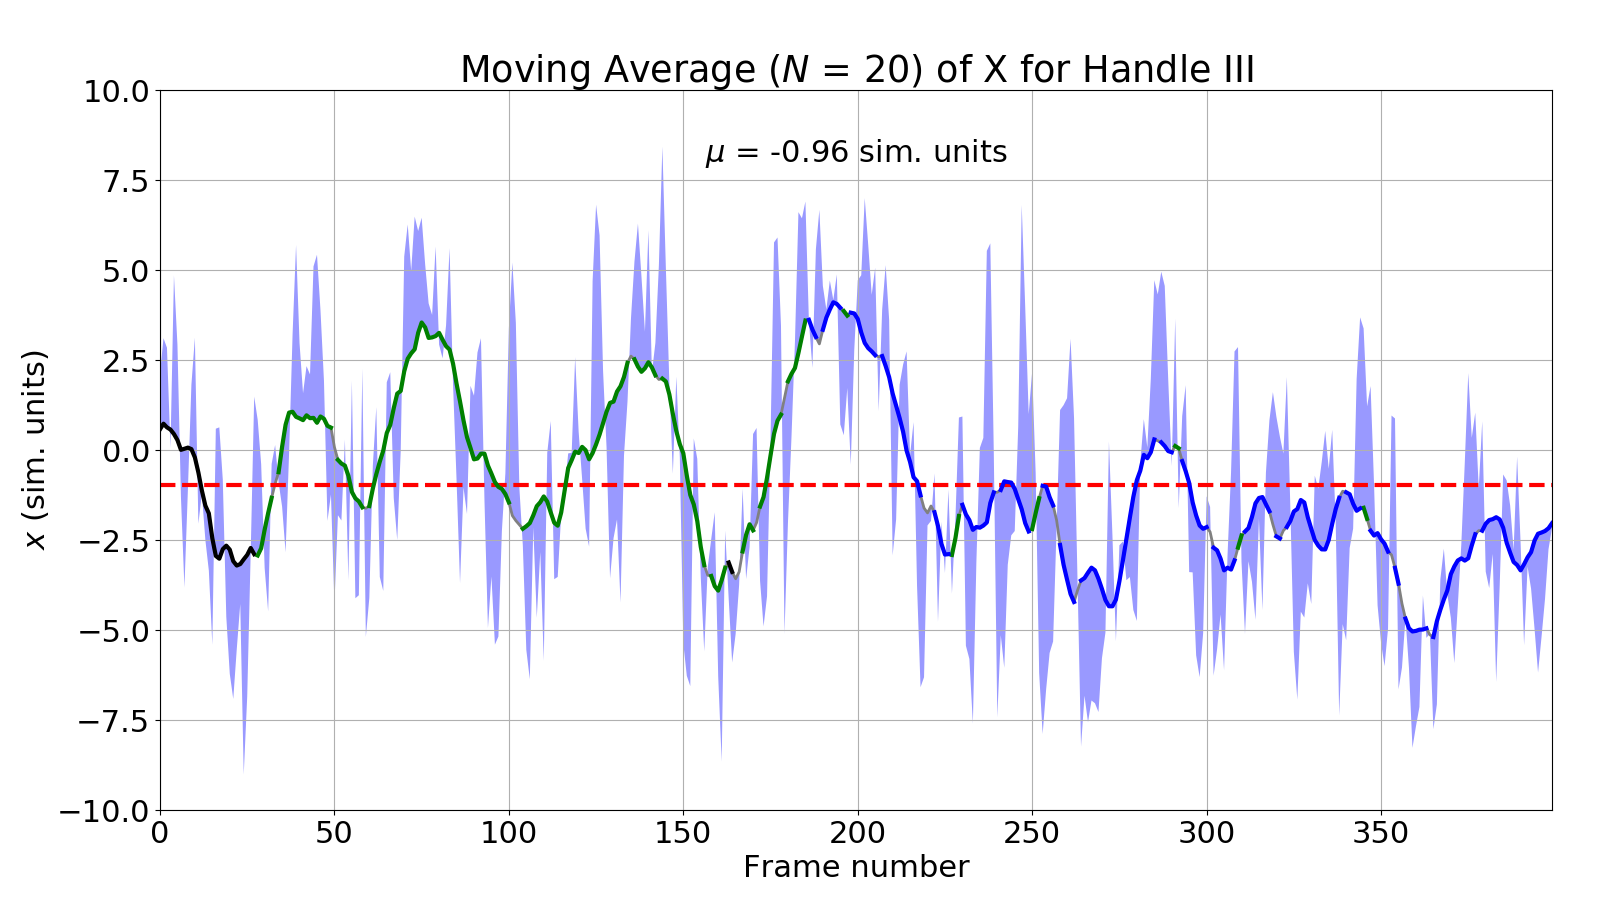 Moving Average (N = 20) of X for Handle III
μ = -0.96 sim. units
x (sim. units)
10.0
7.5
5.0
2.5
0.0
−2.5
−5.0
−7.5
−10.0
0 50 100 150 200 250 300 350
Frame number